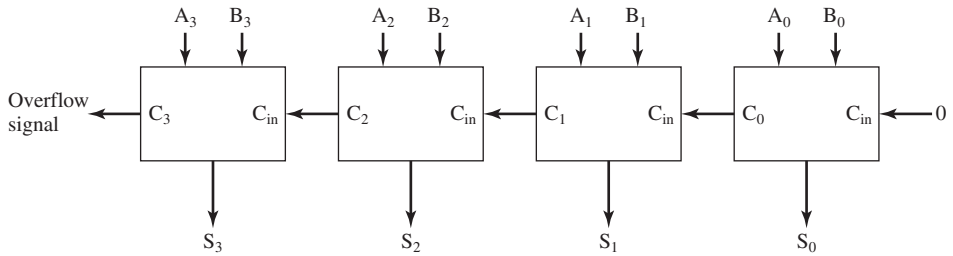 A₃ B₃ A₂ B₂ A₁ B₁ A₀ B₀
Overflow
signal
C₃ Cin C₂ Cin C₁ Cin C₀ Cin 0
S₃ S₂ S₁ S₀